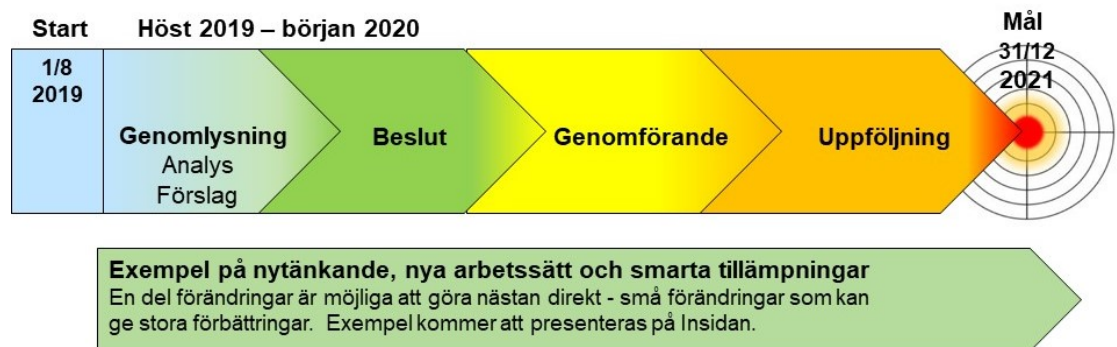 Start
Höst 2019 – början 2020
Mål
31/12
2021
1/8
2019
Genomlysning
Analys
Förslag
Beslut
Genomförande
Uppföljning
Exempel på nytänkande, nya arbetssätt och smarta tillämpningar
En del förändringar är möjliga att göra nästan direkt - små förändringar som kan
ge stora förbättringar. Exempel kommer att presenteras på Insidan.